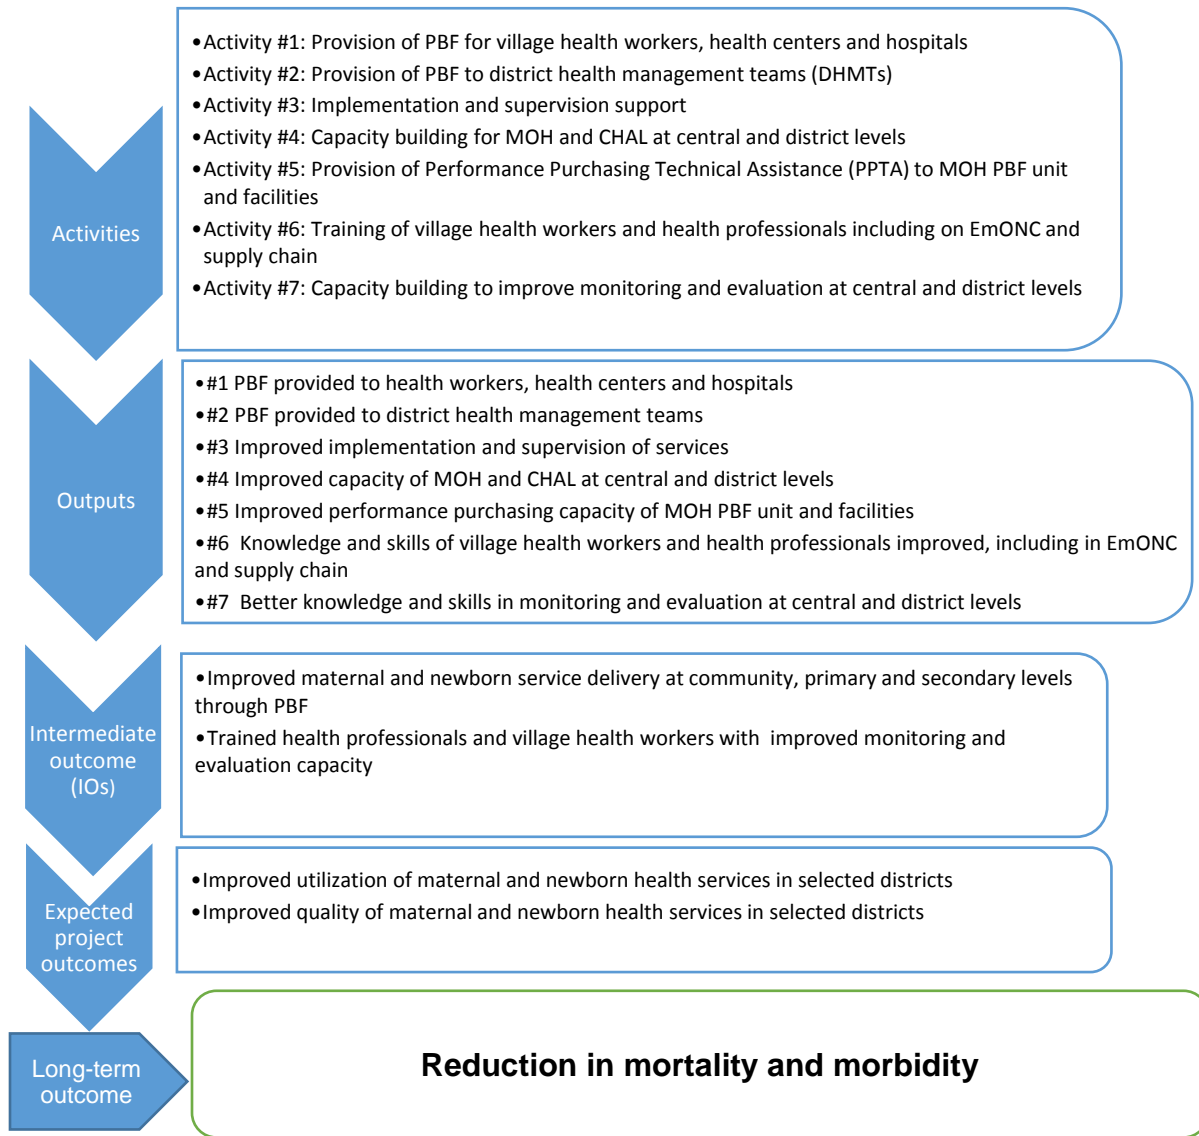 Activities
•Activity #1: Provision of PBF for village health workers, health centers and hospitals
•Activity #2: Provision of PBF to district health management teams (DHMTs)
•Activity #3: Implementation and supervision support
•Activity #4: Capacity building for MOH and CHAL at central and district levels
•Activity #5: Provision of Performance Purchasing Technical Assistance (PPTA) to MOH PBF unit
and facilities
•Activity #6: Training of village health workers and health professionals including on EmONC and
supply chain
•Activity #7: Capacity building to improve monitoring and evaluation at central and district levels
Outputs
•#1 PBF provided to health workers, health centers and hospitals
•#2 PBF provided to district health management teams
•#3 Improved implementation and supervision of services
•#4 Improved capacity of MOH and CHAL at central and district levels
•#5 Improved performance purchasing capacity of MOH PBF unit and facilities
•#6 Knowledge and skills of village health workers and health professionals improved, including in EmONC
and supply chain
•#7 Better knowledge and skills in monitoring and evaluation at central and district levels
Intermediate
outcome
(IOs)
•Improved maternal and newborn service delivery at community, primary and secondary levels
through PBF
•Trained health professionals and village health workers with improved monitoring and
evaluation capacity
Expected
project
outcomes
•Improved utilization of maternal and newborn health services in selected districts
•Improved quality of maternal and newborn health services in selected districts
Long-term
outcome
Reduction in mortality and morbidity